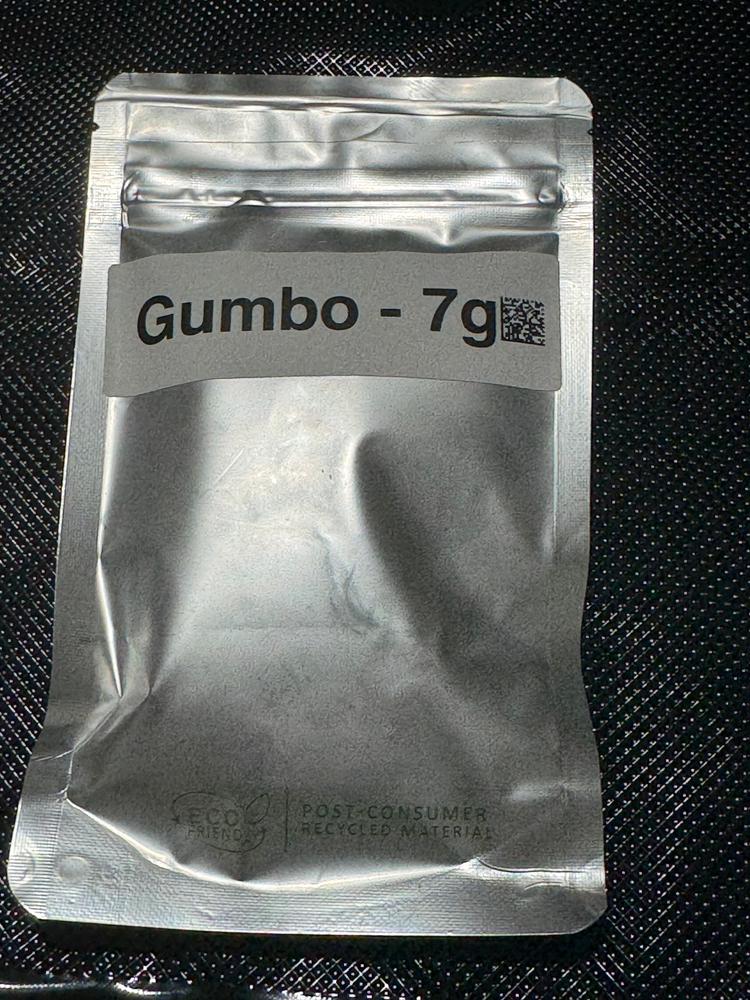 Gumbo - 7g
ECO
FRIENDLY
POST-CONSUMER
RECYCLED MATERIAL